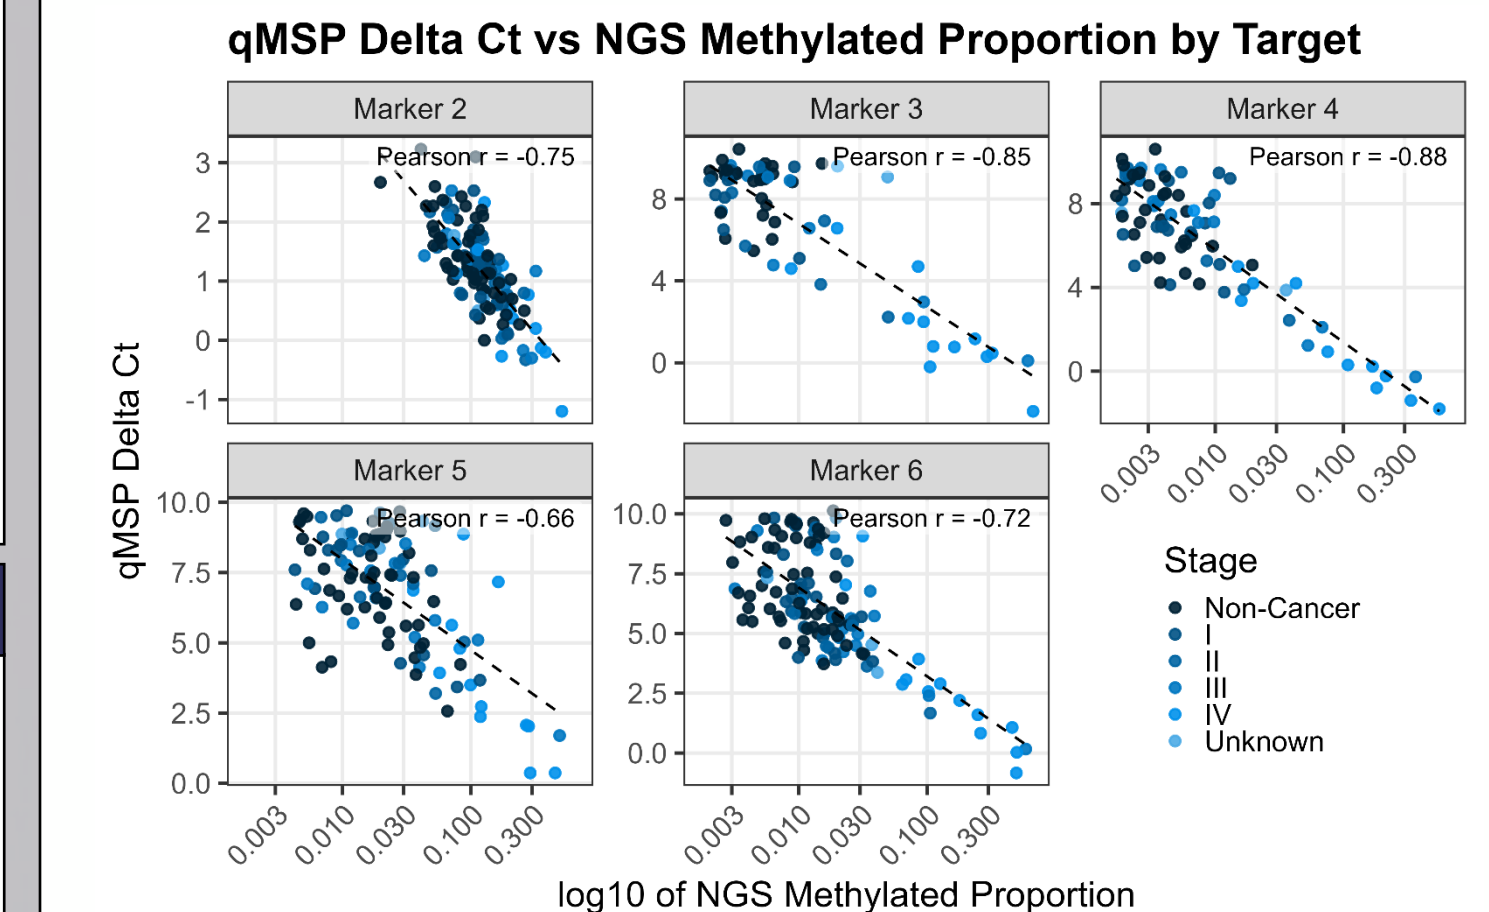 qMSP Delta Ct vs NGS Methylated Proportion by Target
Marker 2
Marker 3
Marker 4
Pearson r = -0.75
Pearson r = -0.85
Pearson r = -0.88
3
2
1
0
-1
8
4
0
8
4
0
0.003
0.010
0.030
0.100
0.300
qMSP Delta Ct
Marker 5
Marker 6
Pearson r = -0.66
Pearson r = -0.72
10.0
7.5
5.0
2.5
0.0
10.0
7.5
5.0
2.5
0.0
0.003
0.010
0.030
0.100
0.300
0.003
0.010
0.030
0.100
0.300
log10 of NGS Methylated Proportion
Stage
Non-Cancer
I
II
III
IV
Unknown